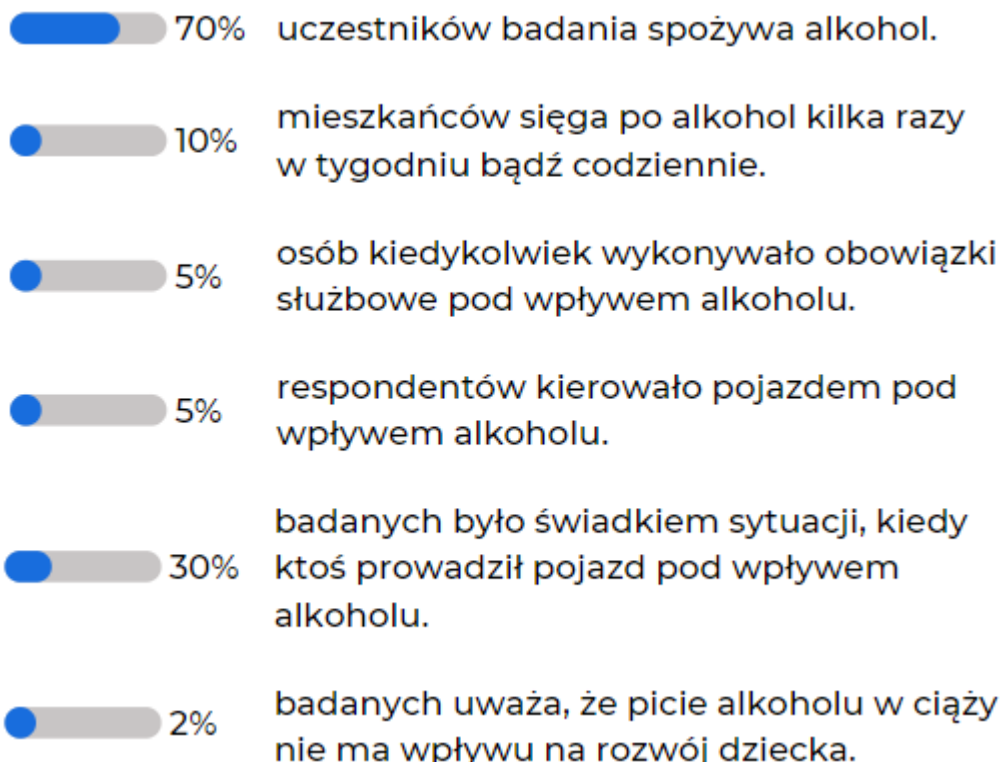 70% uczestników badania spożywa alkohol.
10% mieszkańców sięga po alkohol kilka razy
w tygodniu bądź codziennie.
5% osób kiedykolwiek wykonywało obowiązki
służbowe pod wpływem alkoholu.
5% respondentów kierowało pojazdem pod
wpływem alkoholu.
badanych było świadkiem sytuacji, kiedy
30% ktoś prowadził pojazd pod wpływem
alkoholu.
2% badanych uważa, że picie alkoholu w ciąży
nie ma wpływu na rozwój dziecka.